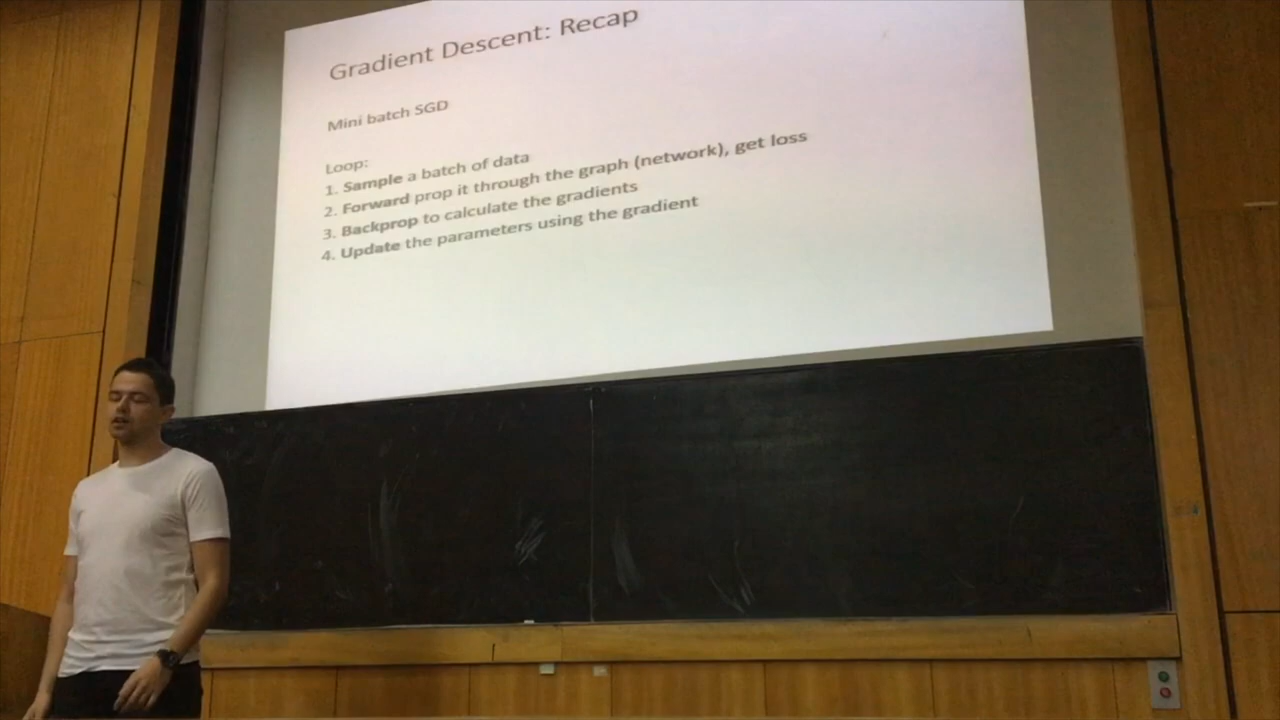 Gradient Descent: Recap
Mini batch SGD
Loop:
1. Sample a batch of data
2. Forward prop it through the graph (network), get loss
3. Backprop to calculate the gradients
4. Update the parameters using the gradient